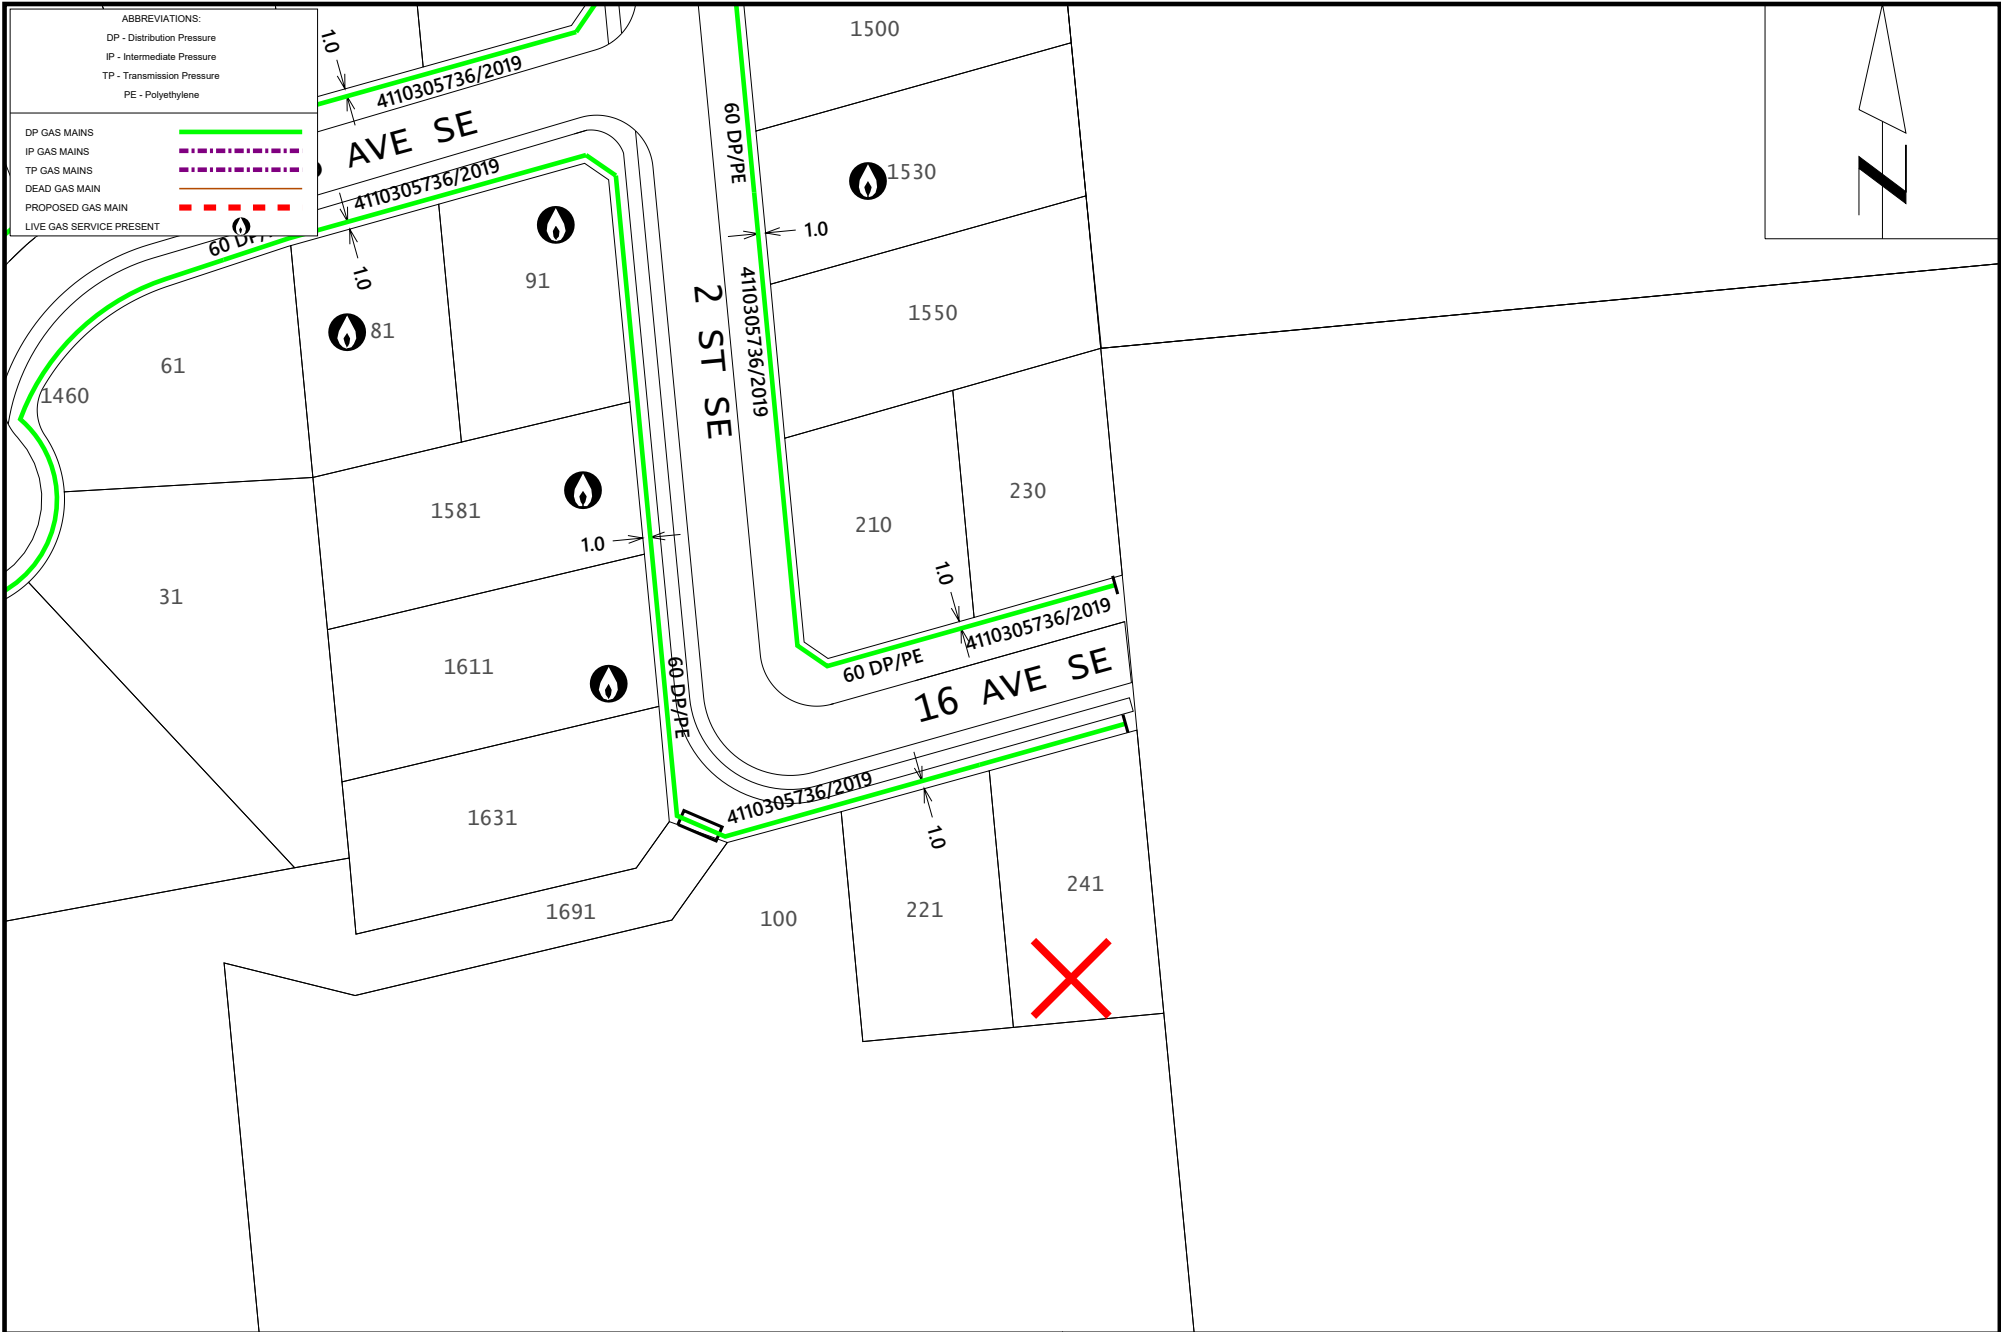 ABBREVIATIONS:
DP - Distribution Pressure
IP - Intermediate Pressure
TP - Transmission Pressure
PE - Polyethylene
DP GAS MAINS
IP GAS MAINS
TP GAS MAINS
DEAD GAS MAIN
PROPOSED GAS MAIN
LIVE GAS SERVICE PRESENT
1.0
4110305736/2019
AVE SE
4110305736/2019
60 DP/
1.0
1500
60 DP/PE
1530
1.0
91
81
61
1460
2 ST SE
4110305736/2019
1550
N
1581
1.0
31
210
230
1.0
4110305736/2019
60 DP/PE
16 AVE SE
1611
60 DP/PE
1631
4110305736/2019
1.0
1691
100
221
241